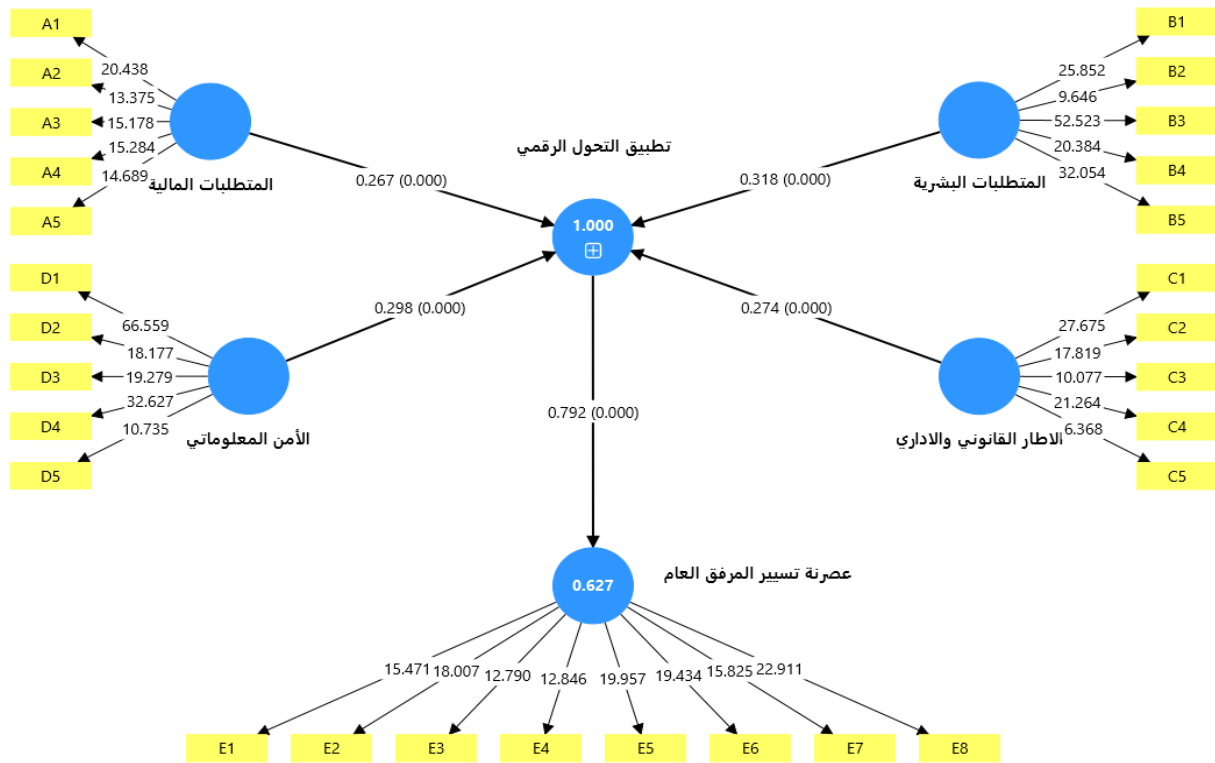 A1
A2
A3
A4
A5
20.438
13.375
15.178
15.284
14.689
المتطلبات المالية
B1
B2
B3
B4
B5
25.852
9.646
52.523
20.384
32.054
المتطلبات البشرية
تطبيق التحول الرقمي
0.267 (0.000)
0.318 (0.000)
1.000
D1
D2
D3
D4
D5
66.559
18.177
19.279
32.627
10.735
الأمن المعلوماتي
0.298 (0.000)
0.274 (0.000)
C1
C2
C3
C4
C5
27.675
17.819
10.077
21.264
6.368
الاطار القانوني والاداري
0.792 (0.000)
عصرنة تسيير المرفق العام
0.627
15.471
18.007
12.790
12.846
19.957
19.434
15.825
22.911
E1
E2
E3
E4
E5
E6
E7
E8